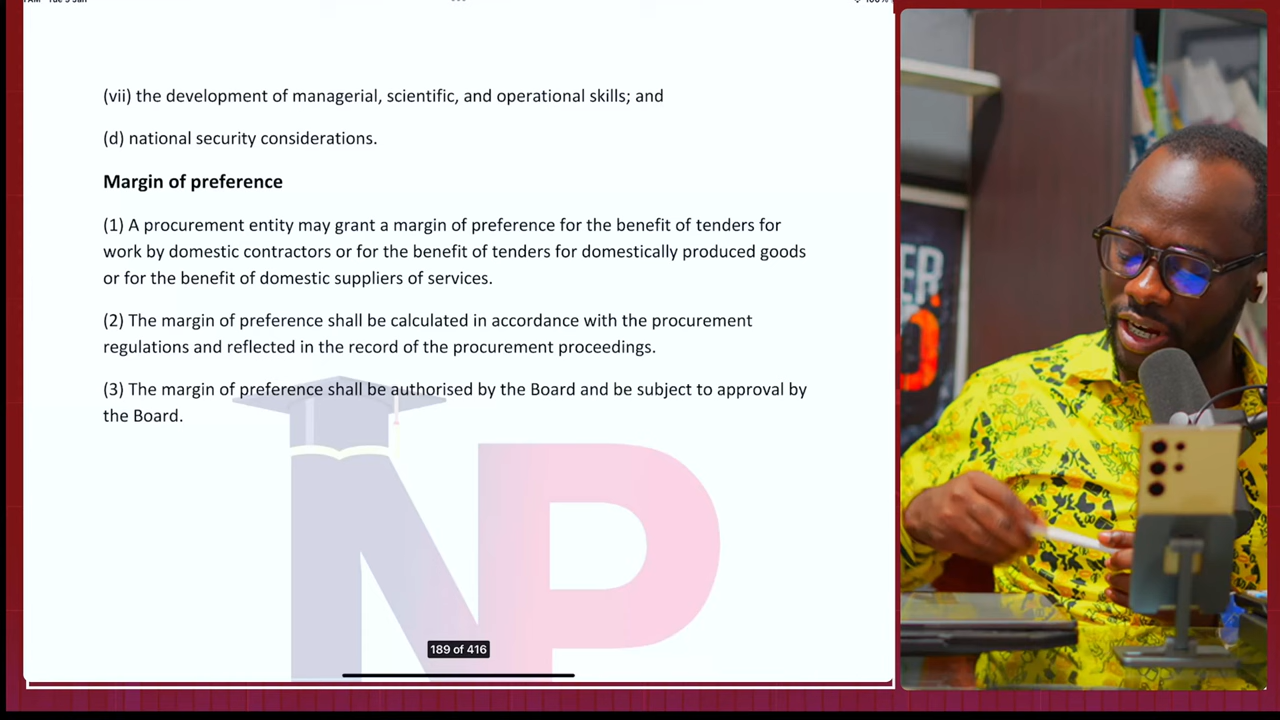 (vii) the development of managerial, scientific, and operational skills; and
(d) national security considerations.
Margin of preference
(1) A procurement entity may grant a margin of preference for the benefit of tenders for
work by domestic contractors or for the benefit of tenders for domestically produced goods
or for the benefit of domestic suppliers of services.
(2) The margin of preference shall be calculated in accordance with the procurement
regulations and reflected in the record of the procurement proceedings.
(3) The margin of preference shall be authorised by the Board and be subject to approval by
the Board.
NP
189 of 416